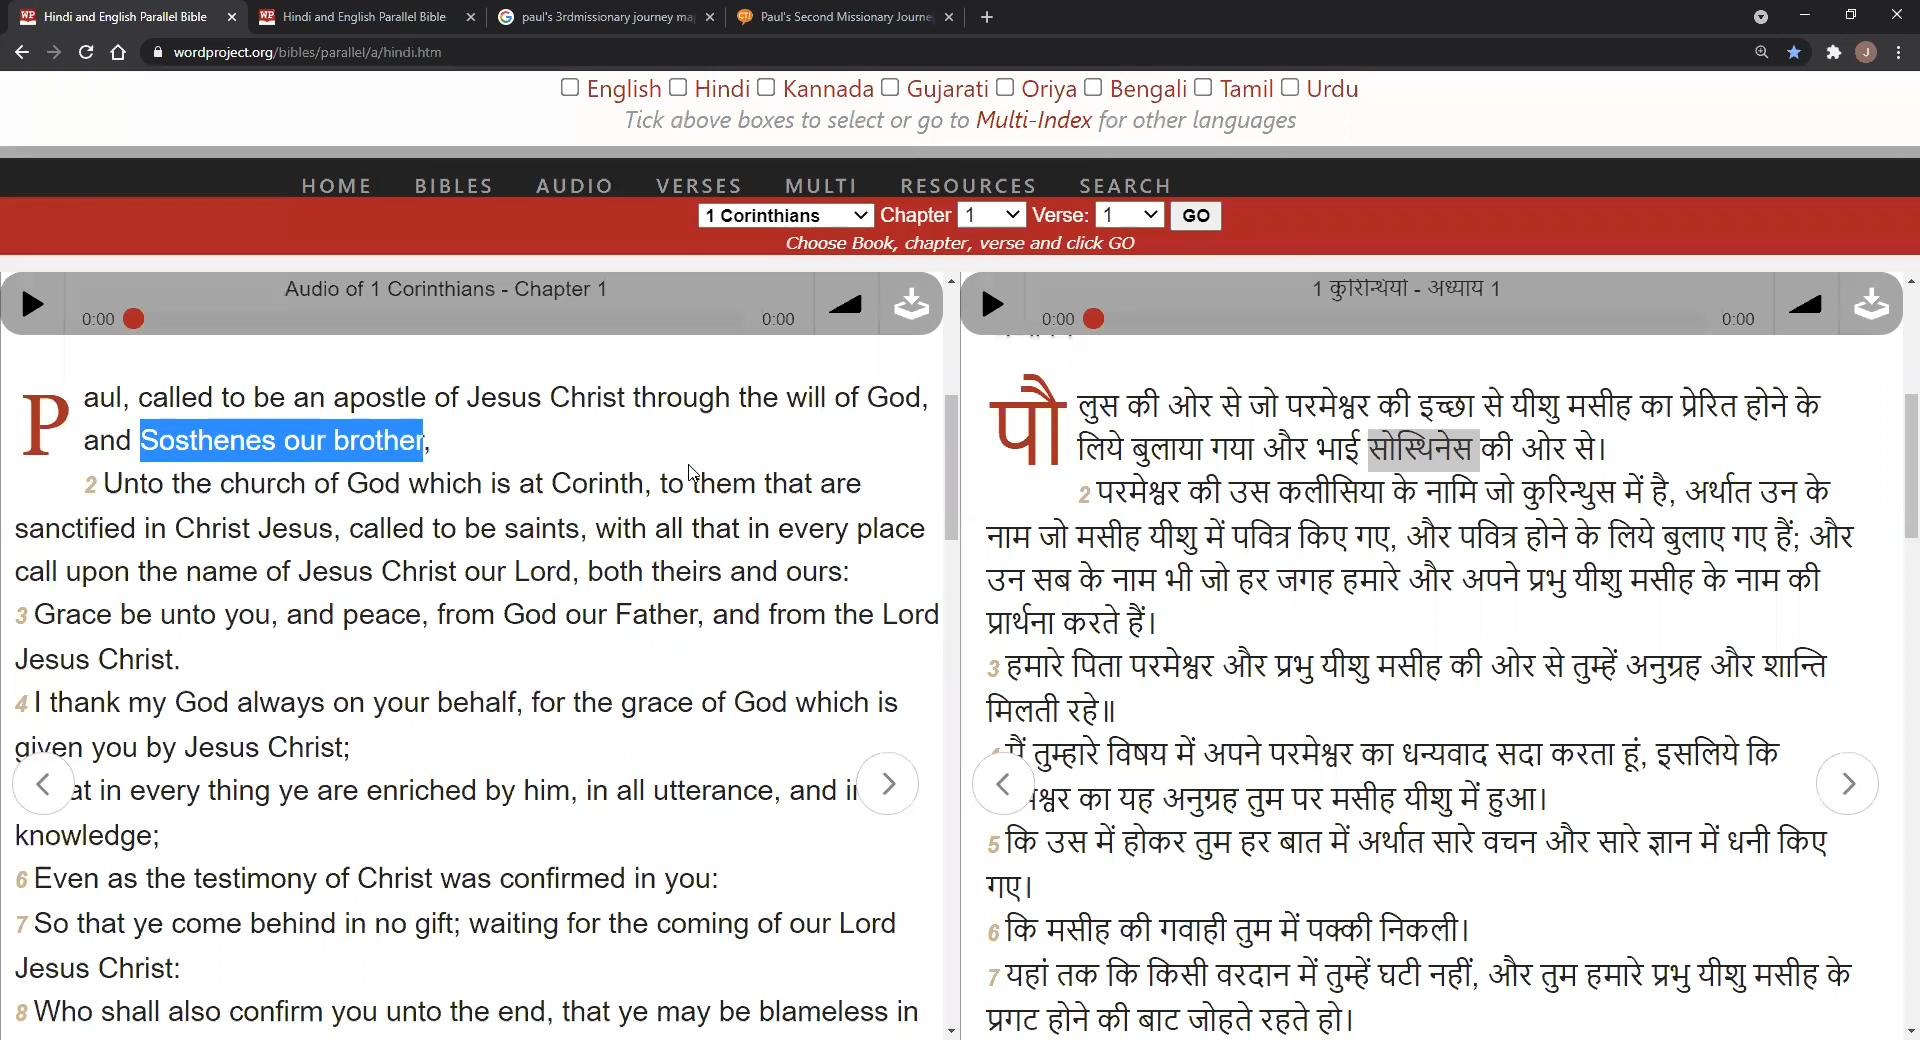 Hindi and English Parallel Bible
Hindi and English Parallel Bible
paul's 3rdmissionary journey ma
Paul's Second Missionary Journe
wordproject.org/bibles/parallel/a/hindi.htm
J
English Hindi Kannada Gujarati Oriya Bengali Tamil Urdu
Tick above boxes to select or go to Multi-Index for other languages
HOME BIBLES AUDIO VERSES MULTI RESOURCES SEARCH
1 Corinthians Chapter 1 Verse: 1 GO
Choose Book, chapter, verse and click GO
Audio of 1 Corinthians - Chapter 1
0:00 0:00
Paul, called to be an apostle of Jesus Christ through the will of God,
and Sosthenes our brother,
2 Unto the church of God which is at Corinth, to them that are
sanctified in Christ Jesus, called to be saints, with all that in every place
call upon the name of Jesus Christ our Lord, both theirs and ours:
3 Grace be unto you, and peace, from God our Father, and from the Lord
Jesus Christ.
4 I thank my God always on your behalf, for the grace of God which is
given you by Jesus Christ;
at in every thing ye are enriched by him, in all utterance, and in
knowledge;
6 Even as the testimony of Christ was confirmed in you:
7 So that ye come behind in no gift; waiting for the coming of our Lord
Jesus Christ:
8 Who shall also confirm you unto the end, that ye may be blameless in
1 कुरिन्थियों - अध्याय 1
0:00 0:00
पौलुस की ओर से जो परमेश्वर की इच्छा से यीशु मसीह का प्रेरित होने के
लिये बुलाया गया और भाई सोस्थिनेस की ओर से।
2 परमेश्वर की उस कलीसिया के नामि जो कुरिन्थुस में है, अर्थात उन के
नाम जो मसीह यीशु में पवित्र किए गए, और पवित्र होने के लिये बुलाए गए हैं; और
उन सब के नाम भी जो हर जगह हमारे और अपने प्रभु यीशु मसीह के नाम की
प्रार्थना करते हैं।
3 हमारे पिता परमेश्वर और प्रभु यीशु मसीह की ओर से तुम्हें अनुग्रह और शान्ति
मिलती रहे॥
मैं तुम्हारे विषय में अपने परमेश्वर का धन्यवाद सदा करता हूं, इसलिये कि
का यह अनुग्रह तुम पर मसीह यीशु में हुआ।
5 कि उस में होकर तुम हर बात में अर्थात सारे वचन और सारे ज्ञान में धनी किए
गए।
6 कि मसीह की गवाही तुम में पक्की निकली।
7 यहां तक कि किसी वरदान में तुम्हें घटी नहीं, और तुम हमारे प्रभु यीशु मसीह के
प्रगट होने की बाट जोहते रहते हो।